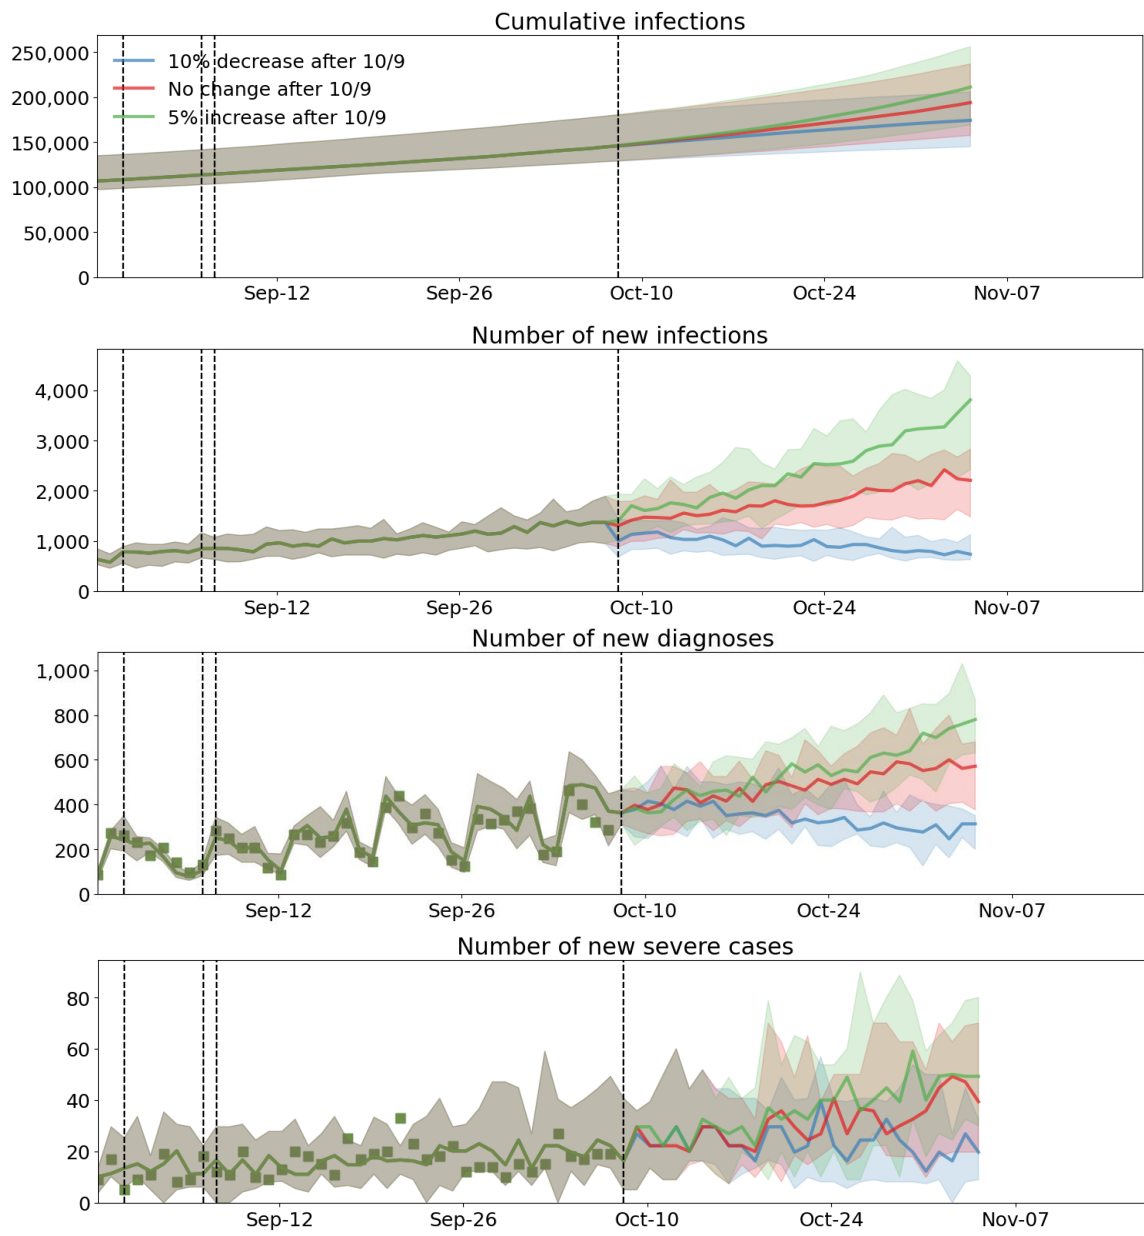 Cumulative infections
250,000
200,000
150,000
100,000
50,000
0
10% decrease after 10/9
No change after 10/9
5% increase after 10/9
Sep-12 Sep-26 Oct-10 Oct-24 Nov-07
Number of new infections
4,000
3,000
2,000
1,000
0
Sep-12 Sep-26 Oct-10 Oct-24 Nov-07
Number of new diagnoses
1,000
800
600
400
200
0
Sep-12 Sep-26 Oct-10 Oct-24 Nov-07
Number of new severe cases
80
60
40
20
0
Sep-12 Sep-26 Oct-10 Oct-24 Nov-07